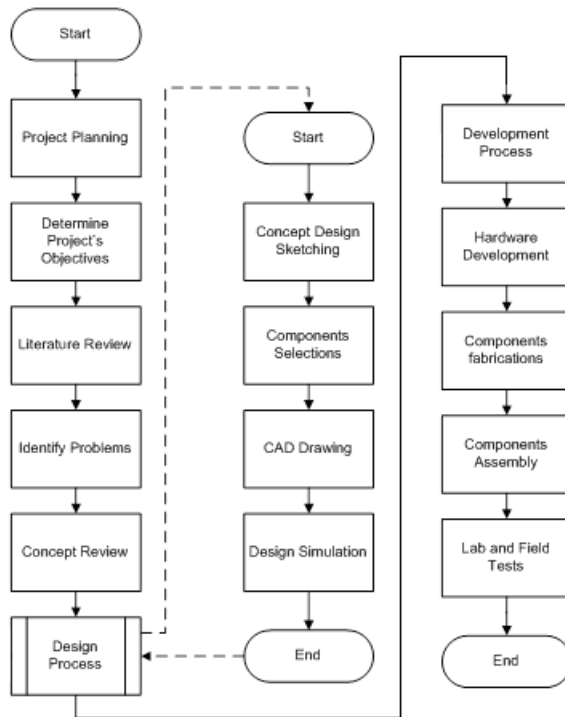 Start
Project Planning
Determine
Project's
Objectives
Literature Review
Identify Problems
Concept Review
Design
Process
Start
Concept Design
Sketching
Components
Selections
CAD Drawing
Design Simulation
End
Development
Process
Hardware
Development
Components
fabrications
Components
Assembly
Lab and Field
Tests
End